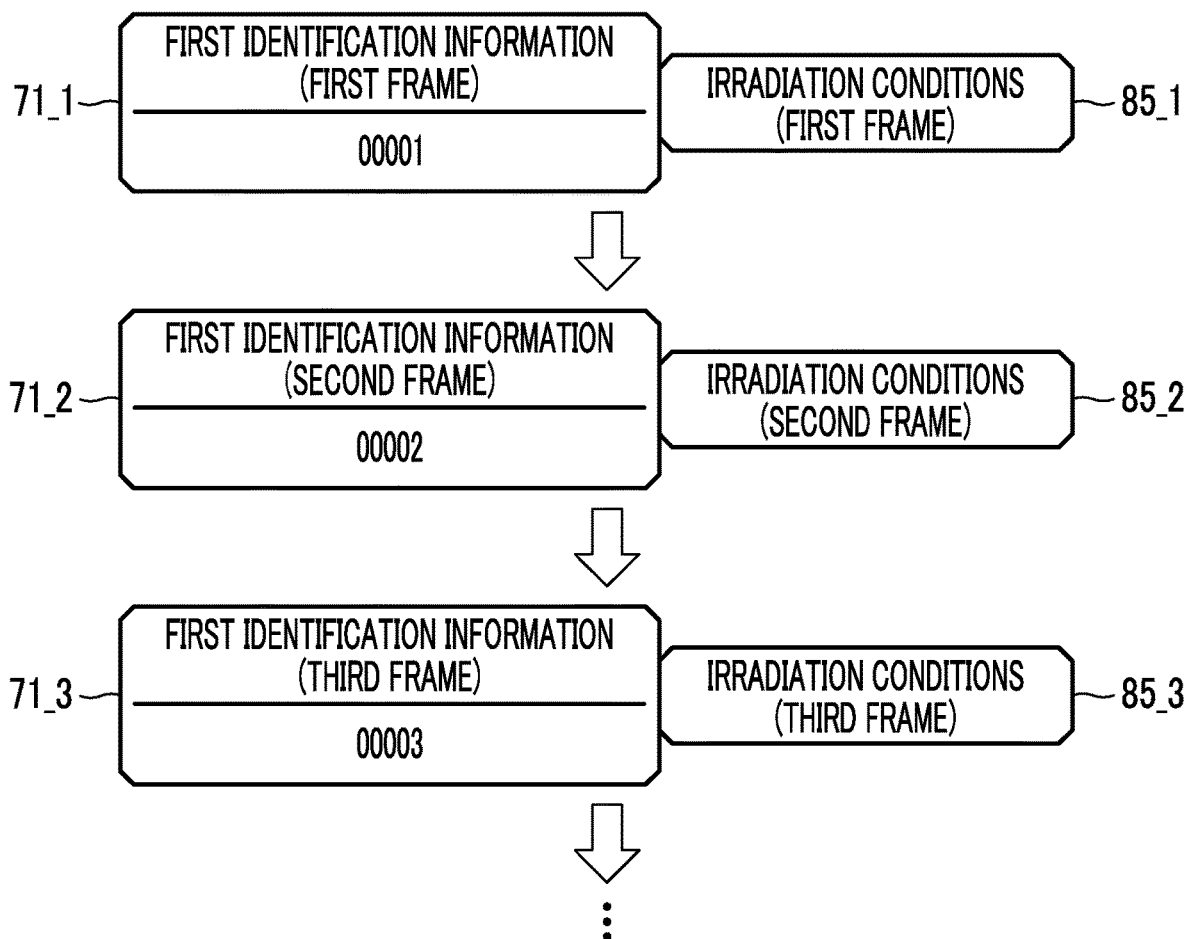 FIRST IDENTIFICATION INFORMATION
(FIRST FRAME)
71_1
00001
IRRADIATION CONDITIONS
(FIRST FRAME)
85_1
FIRST IDENTIFICATION INFORMATION
(SECOND FRAME)
71_2
00002
IRRADIATION CONDITIONS
(SECOND FRAME)
85_2
FIRST IDENTIFICATION INFORMATION
(THIRD FRAME)
71_3
00003
IRRADIATION CONDITIONS
(THIRD FRAME)
85_3